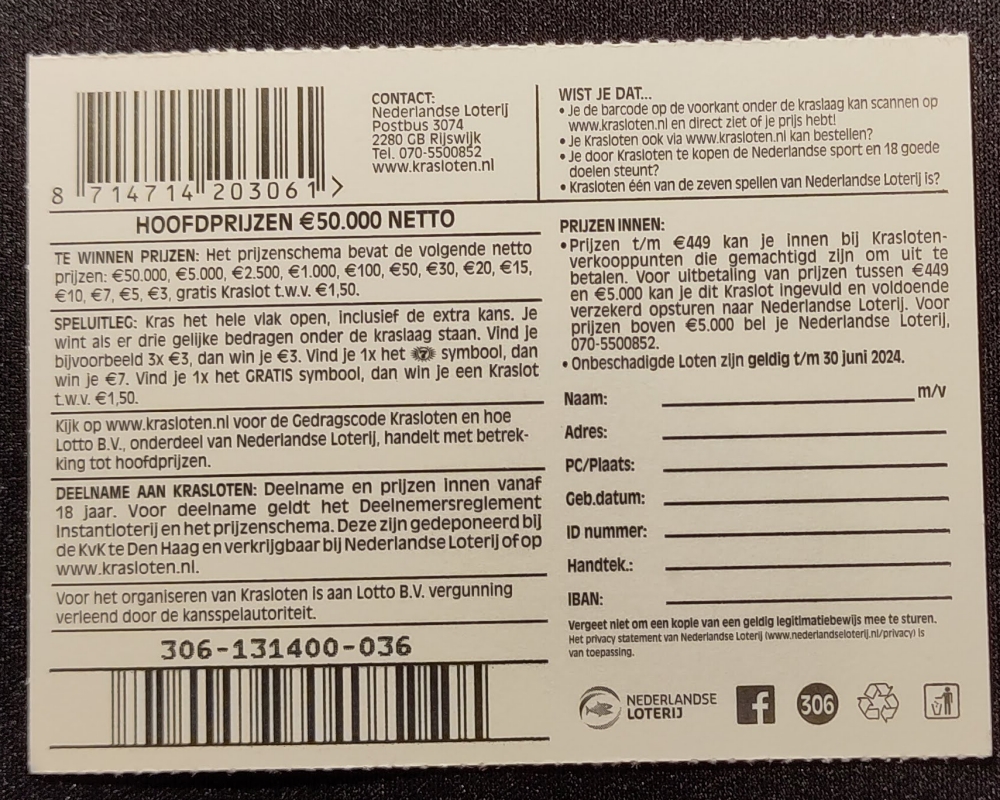 8 714714 203061 >
CONTACT:
Nederlandse Loterij
Postbus 3074
2280 GB Rijswijk
Tel. 070-5500852
www.krasloten.nl
WIST JE DAT...
• Je de barcode op de voorkant onder de kraslaag kan scannen op
www.krasloten.nl en direct ziet of je prijs hebt!
• Je Krasloten ook via www.krasloten.nl kan bestellen?
• Je door Krasloten te kopen de Nederlandse sport en 18 goede
doelen steunt?
• Krasloten één van de zeven spellen van Nederlandse Loterij is?
HOOFDPRIJZEN €50.000 NETTO
TE WINNEN PRIJZEN: Het prijzenschema bevat de volgende netto
prijzen: €50.000, €5.000, €2.500, €1.000, €100, €50, €30, €20, €15,
€10, €7, €5, €3, gratis Kraslot t.w.v. €1,50.
SPELUITLEG: Kras het hele vlak open, inclusief de extra kans. Je
wint als er drie gelijke bedragen onder de kraslaag staan. Vind je
bijvoorbeeld 3x €3, dan win je €3. Vind je 1x het 7 symbool, dan
win je €7. Vind je 1x het GRATIS symbool, dan win je een Kraslot
t.w.v. €1,50.
Kijk op www.krasloten.nl voor de Gedragscode Krasloten en hoe
Lotto B.V., onderdeel van Nederlandse Loterij, handelt met betrek-
king tot hoofdprijzen.
DEELNAME AAN KRASLOTEN: Deelname en prijzen innen vanaf
18 jaar. Voor deelname geldt het Deelnemersreglement
Instantloterij en het prijzenschema. Deze zijn gedeponeerd bij
de KvK te Den Haag en verkrijgbaar bij Nederlandse Loterij of op
www.krasloten.nl.
Voor het organiseren van Krasloten is aan Lotto B.V. vergunning
verleend door de kansspelautoriteit.
306-131400-036
PRIJZEN INNEN:
• Prijzen t/m €449 kan je innen bij Krasloten-
verkooppunten die gemachtigd zijn om uit te
betalen. Voor uitbetaling van prijzen tussen €449
en €5.000 kan je dit Kraslot ingevuld en voldoende
verzekerd opsturen naar Nederlandse Loterij. Voor
prijzen boven €5.000 bel je Nederlandse Loterij,
070-5500852.
• Onbeschadigde Loten zijn geldig t/m 30 juni 2024.
Naam: m/v
Adres:
PC/Plaats:
Geb.datum:
ID nummer:
Handtek.:
IBAN:
Vergeet niet om een kopie van een geldig legitimatiebewijs mee te sturen.
Het privacy statement van Nederlandse Loterij (www.nederlandseloterij.nl/privacy) is
van toepassing.
NEDERLANDSE
LOTERIJ
f
306